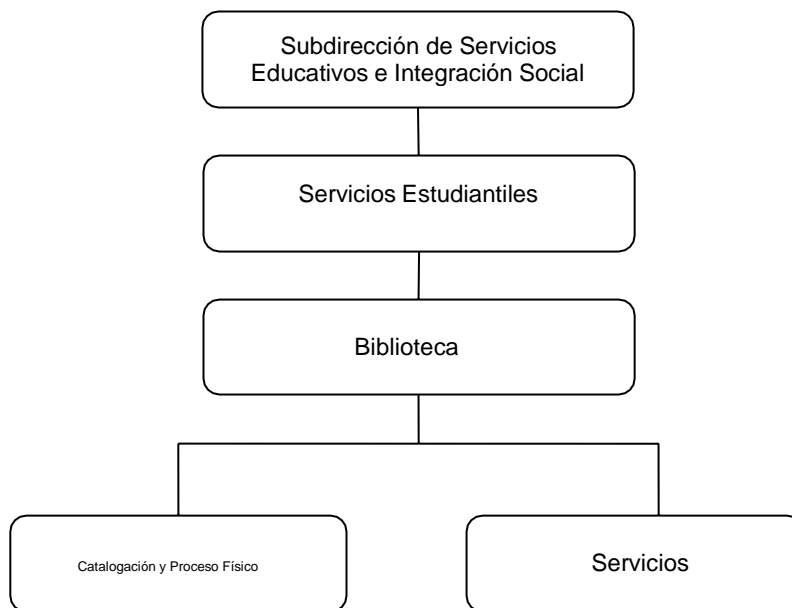 Subdirección de Servicios
Educativos e Integración Social
Servicios Estudiantiles
Biblioteca
Catalogación y Proceso Físico
Servicios